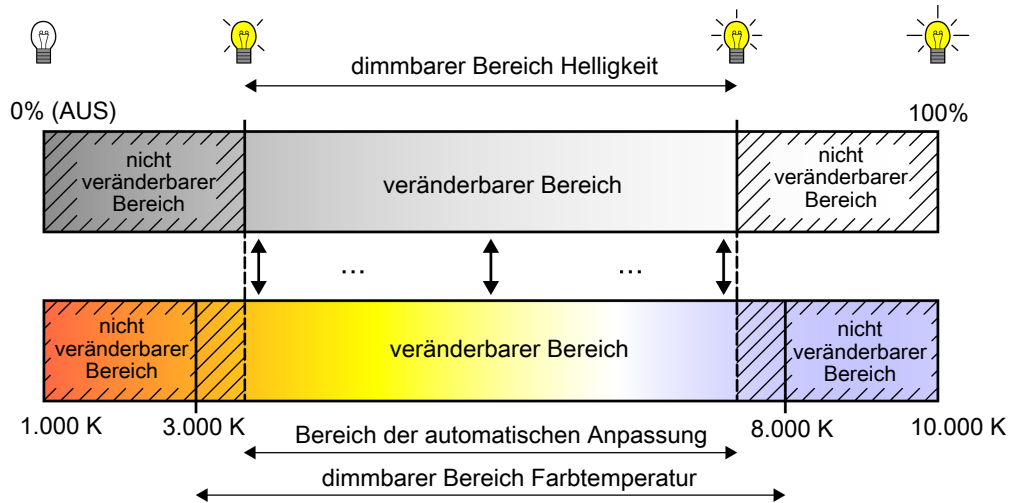 dimmbarer Bereich Helligkeit
0% (AUS)
100%
nicht
veränderbarer
Bereich
veränderbarer Bereich
nicht
veränderbarer
Bereich
...
...
nicht
veränderbarer
Bereich
veränderbarer Bereich
nicht
veränderbarer
Bereich
1.000 K
3.000 K
8.000 K
10.000 K
Bereich der automatischen Anpassung
dimmbarer Bereich Farbtemperatur